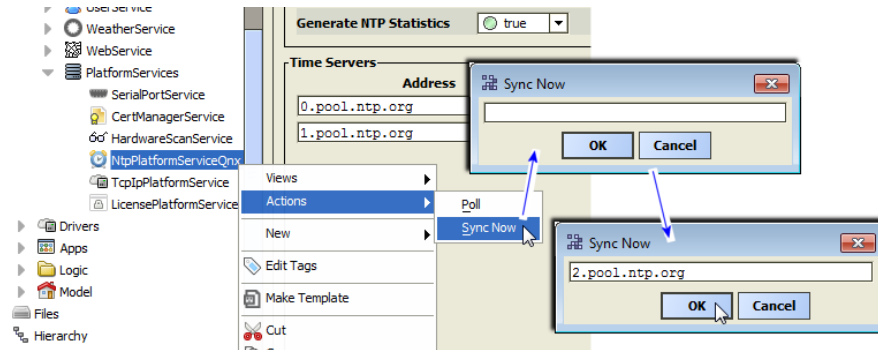 UserService
WeatherService
WebService
PlatformServices
SerialPortService
CertManagerService
HardwareScanService
NtpPlatformServiceQnx
TcpIpPlatformService
LicensePlatformService
Drivers
Apps
Logic
Model
Files
Hierarchy
Generate NTP Statistics true
Time Servers
Address
0.pool.ntp.org
1.pool.ntp.org
Views
Actions
New
Edit Tags
Make Template
Cut
Poll
Sync Now
Sync Now
OK Cancel
Sync Now
2.pool.ntp.org
OK Cancel